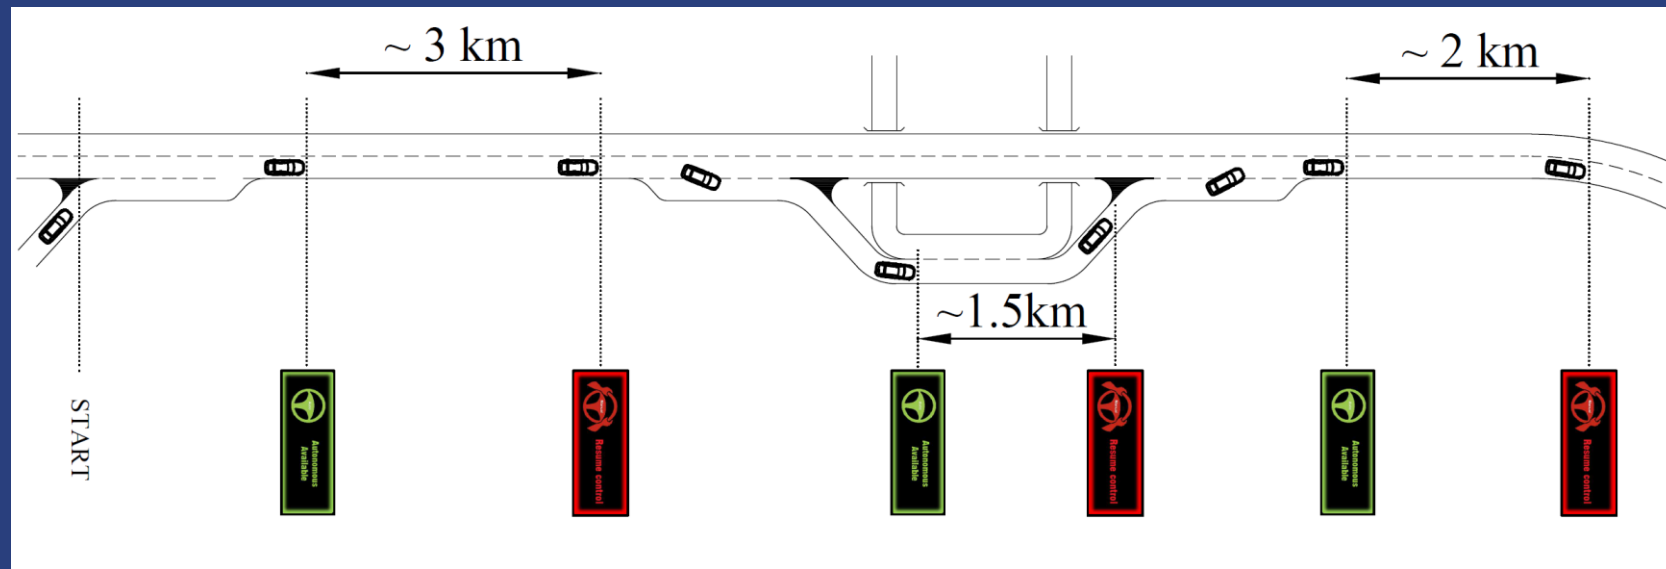 ~ 3 km
~ 2 km
~1.5km
START
Autonomous
Available
Resume control
Autonomous
Available
Resume control
Autonomous
Available
Resume control